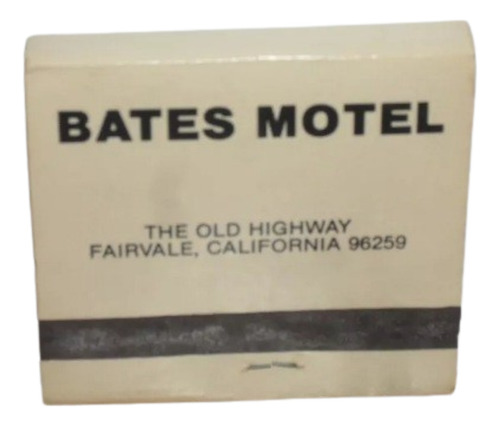 BATES MOTEL
THE OLD HIGHWAY
FAIRVALE, CALIFORNIA 96259